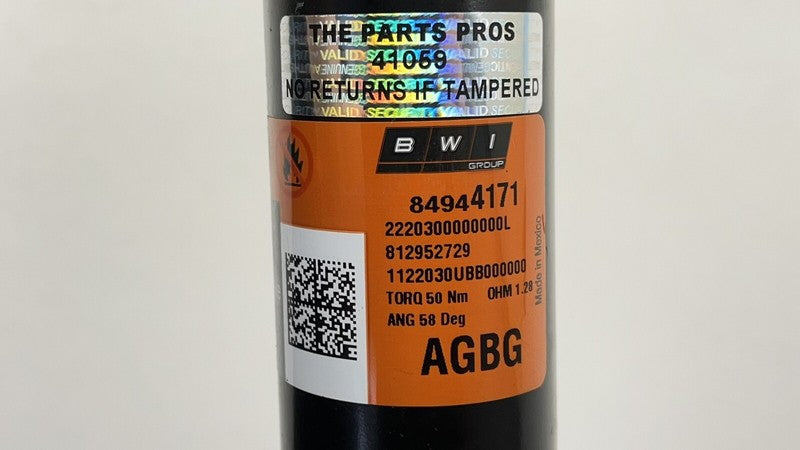 THE PARTS PROS
41059
NO RETURNS IF TAMPERED
VALID
BWI
GROUP
84944171
2220300000000L
812952729
1122030UBB000000
TORQ 50 Nm OHM 1.28
ANG 58 Deg
AGBG
Made in Mexico